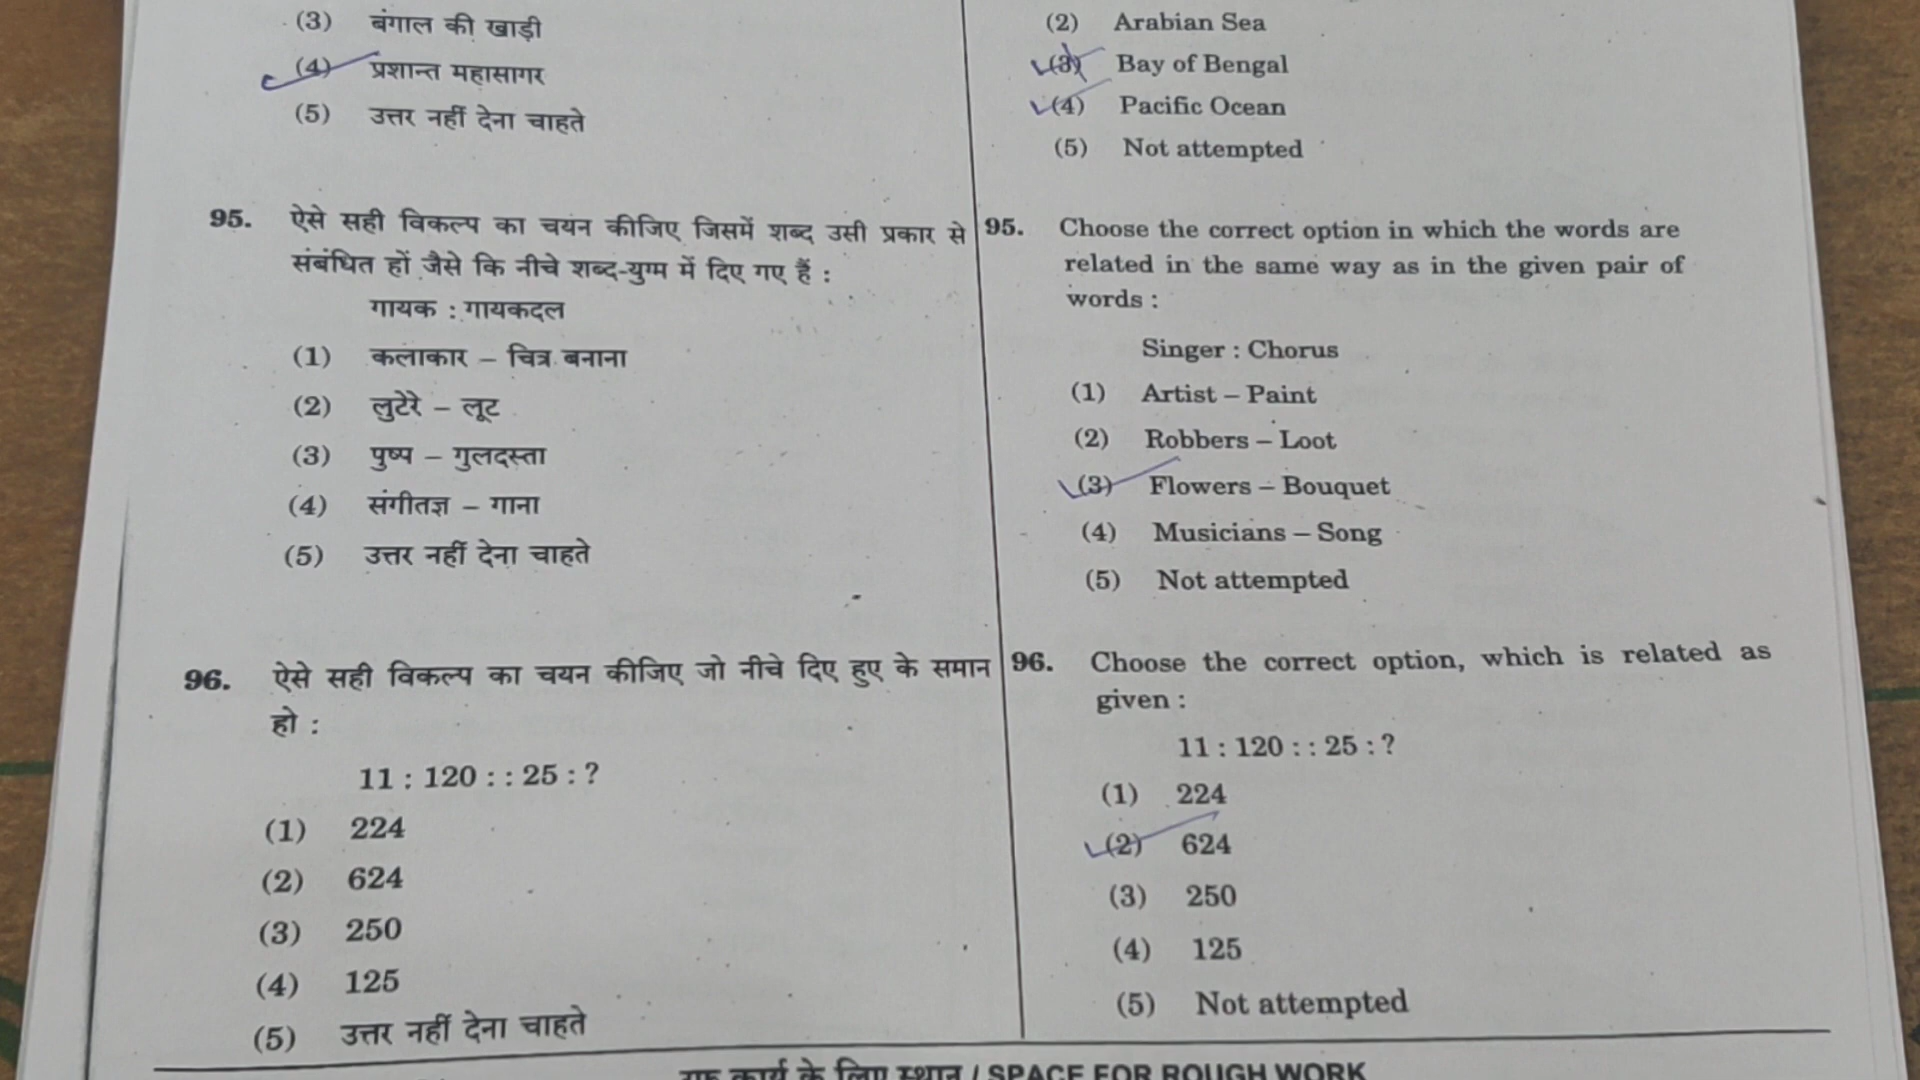 (3) बंगाल की खाड़ी
(4) प्रशान्त महासागर
(5) उत्तर नहीं देना चाहते
95. ऐसे सही विकल्प का चयन कीजिए जिसमें शब्द उसी प्रकार से
संबंधित हों जैसे कि नीचे शब्द-युग्म में दिए गए हैं :
गायक : गायकदल
(1) कलाकार – चित्र बनाना
(2) लुटेरे – लूट
(3) पुष्प – गुलदस्ता
(4) संगीतज्ञ – गाना
(5) उत्तर नहीं देना चाहते
96. ऐसे सही विकल्प का चयन कीजिए जो नीचे दिए हुए के समान
हो :
11 : 120 : : 25 : ?
(1) 224
(2) 624
(3) 250
(4) 125
(5) उत्तर नहीं देना चाहते
(2) Arabian Sea
(3) Bay of Bengal
(4) Pacific Ocean
(5) Not attempted
95. Choose the correct option in which the words are
related in the same way as in the given pair of
words :
Singer : Chorus
(1) Artist – Paint
(2) Robbers – Loot
(3) Flowers – Bouquet
(4) Musicians – Song
(5) Not attempted
96. Choose the correct option, which is related as
given :
11 : 120 : : 25 : ?
(1) 224
(2) 624
(3) 250
(4) 125
(5) Not attempted
कार्य के लिए स्थान / SPACE FOR ROUGH WORK